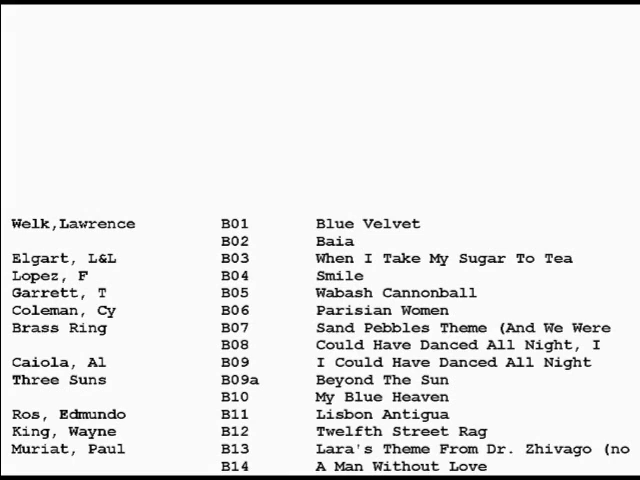 Welk,Lawrence B01 Blue Velvet
B02 Baia
Elgart, L&L B03 When I Take My Sugar To Tea
Lopez, F B04 Smile
Garrett, T B05 Wabash Cannonball
Coleman, Cy B06 Parisian Women
Brass Ring B07 Sand Pebbles Theme (And We Were
B08 Could Have Danced All Night, I
Caiola, Al B09 I Could Have Danced All Night
Three Suns B09a Beyond The Sun
B10 My Blue Heaven
Ros, Edmundo B11 Lisbon Antigua
King, Wayne B12 Twelfth Street Rag
Muriat, Paul B13 Lara's Theme From Dr. Zhivago (no
B14 A Man Without Love